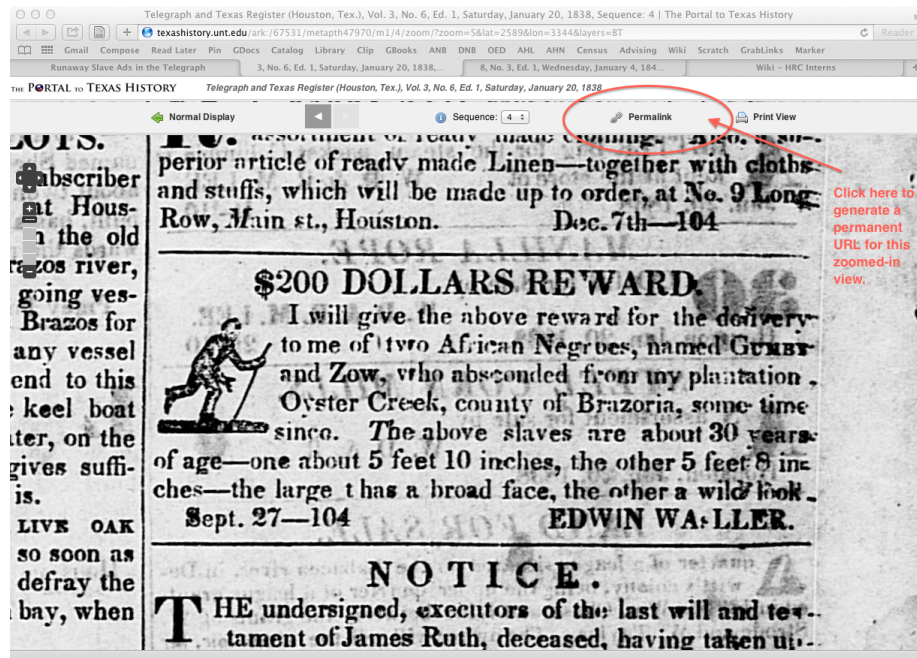 Telegraph and Texas Register (Houston, Tex.), Vol. 3, No. 6, Ed. 1, Saturday, January 20, 1838, Sequence: 4 | The Portal to Texas History
texashistory.unt.edu/ark:/67531/metapth47970/m1/4/zoom/?zoom=5&lat=2589&lon=3344&layers=BT
Reader
Gmail Compose Read Later Pin GDocs Catalog Library Clip GBooks ANB DNB OED AHL AHN Census Advising Wiki Scratch GrabLinks Marker
Runaway Slave Ads in the Telegraph
3, No. 6, Ed. 1, Saturday, January 20, 1838,...
8, No. 3, Ed. 1, Wednesday, January 4, 184...
Wiki – HRC Interns
THE PORTAL TO TEXAS HISTORY
Telegraph and Texas Register (Houston, Tex.), Vol. 3, No. 6, Ed. 1, Saturday, January 20, 1838
Normal Display
Sequence: 4
Permalink
Print View
Click here to
generate a
permanent
URL for this
zoomed-in
view.
LOTS.
subscriber
at Hous-
the old
razos river,
going ves-
Brazos for
any vessel
end to this
keel boat
ter, on the
gives suffi-
is.
LIVE OAK
so soon as
defray the
bay, when
assortment of ready made
perior article of ready made Linen—together with cloths
and stuffs, which will be made up to order, at No. 9 Long
Row, Main st., Houston. Dec. 7th—104
$200 DOLLARS REWARD.
I will give the above reward for the delivery
to me of two African Negroes, named GUMBY
and Zow, who absconded from my plantation
Oyster Creek, county of Brazoria, some time
since. The above slaves are about 30 years
of age—one about 5 feet 10 inches, the other 5 feet 8 in-
ches—the large t has a broad face, the other a wild look.
Sept. 27—104 EDWIN WALLER.
NOTICE.
THE undersigned, executors of the last will and tes-
tament of James Ruth, deceased, having taken up-